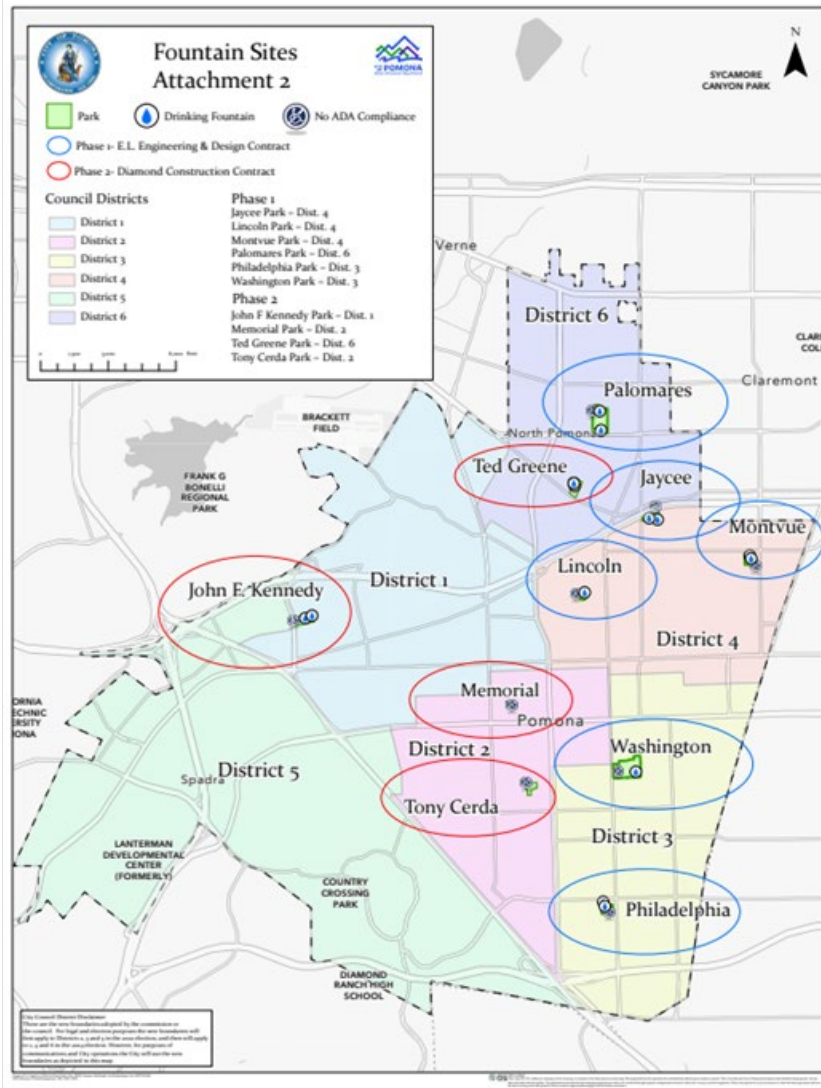 Fountain Sites
Attachment 2
POMONA
Park
Drinking Fountain
No ADA Compliance
Phase 1- E.L. Engineering & Design Contract
Phase 2- Diamond Construction Contract
Council Districts
District 1
District 2
District 3
District 4
District 5
District 6
Phase 1
Jaycee Park – Dist. 4
Lincoln Park – Dist. 4
Montvue Park – Dist. 4
Palomares Park – Dist. 6
Philadelphia Park – Dist. 3
Washington Park – Dist. 3
Phase 2
John F Kennedy Park – Dist. 1
Memorial Park – Dist. 2
Ted Greene Park – Dist. 6
Tony Cerda Park – Dist. 2
N
SYCAMORE
CANYON PARK
Verne
District 6
Palomares
Claremont
BRACKETT
FIELD
North Pomona
Ted Greene
Jaycee
FRANK G
BONELLI
REGIONAL
PARK
Montvue
Lincoln
District 1
John F. Kennedy
District 4
Memorial
Pomona
District 2
Washington
District 5
Spadra
Tony Cerda
District 3
LANTERMAN
DEVELOPMENTAL
CENTER
(FORMERLY)
COUNTRY
CROSSING
PARK
Philadelphia
DIAMOND
RANCH HIGH
SCHOOL
City Council District Disclaimer